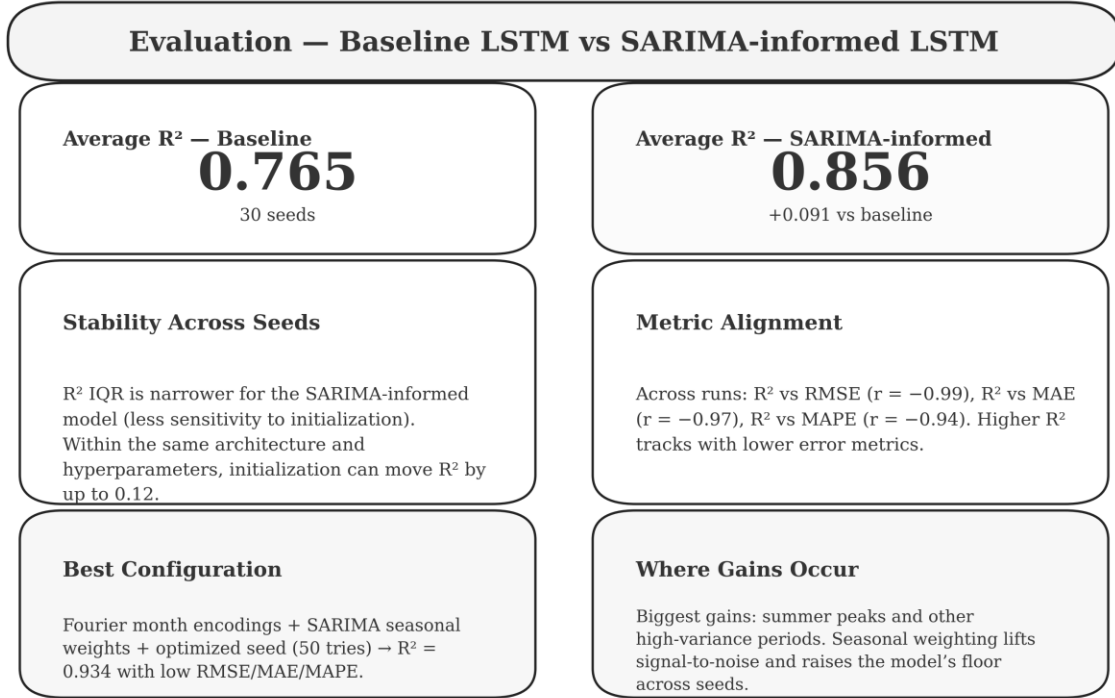 Evaluation — Baseline LSTM vs SARIMA-informed LSTM
Average R² — Baseline
0.765
30 seeds
Average R² — SARIMA-informed
0.856
+0.091 vs baseline
Stability Across Seeds
R² IQR is narrower for the SARIMA-informed
model (less sensitivity to initialization).
Within the same architecture and
hyperparameters, initialization can move R² by
up to 0.12.
Metric Alignment
Across runs: R² vs RMSE (r = −0.99), R² vs MAE
(r = −0.97), R² vs MAPE (r = −0.94). Higher R²
tracks with lower error metrics.
Best Configuration
Fourier month encodings + SARIMA seasonal
weights + optimized seed (50 tries) → R² =
0.934 with low RMSE/MAE/MAPE.
Where Gains Occur
Biggest gains: summer peaks and other
high-variance periods. Seasonal weighting lifts
signal-to-noise and raises the model’s floor
across seeds.